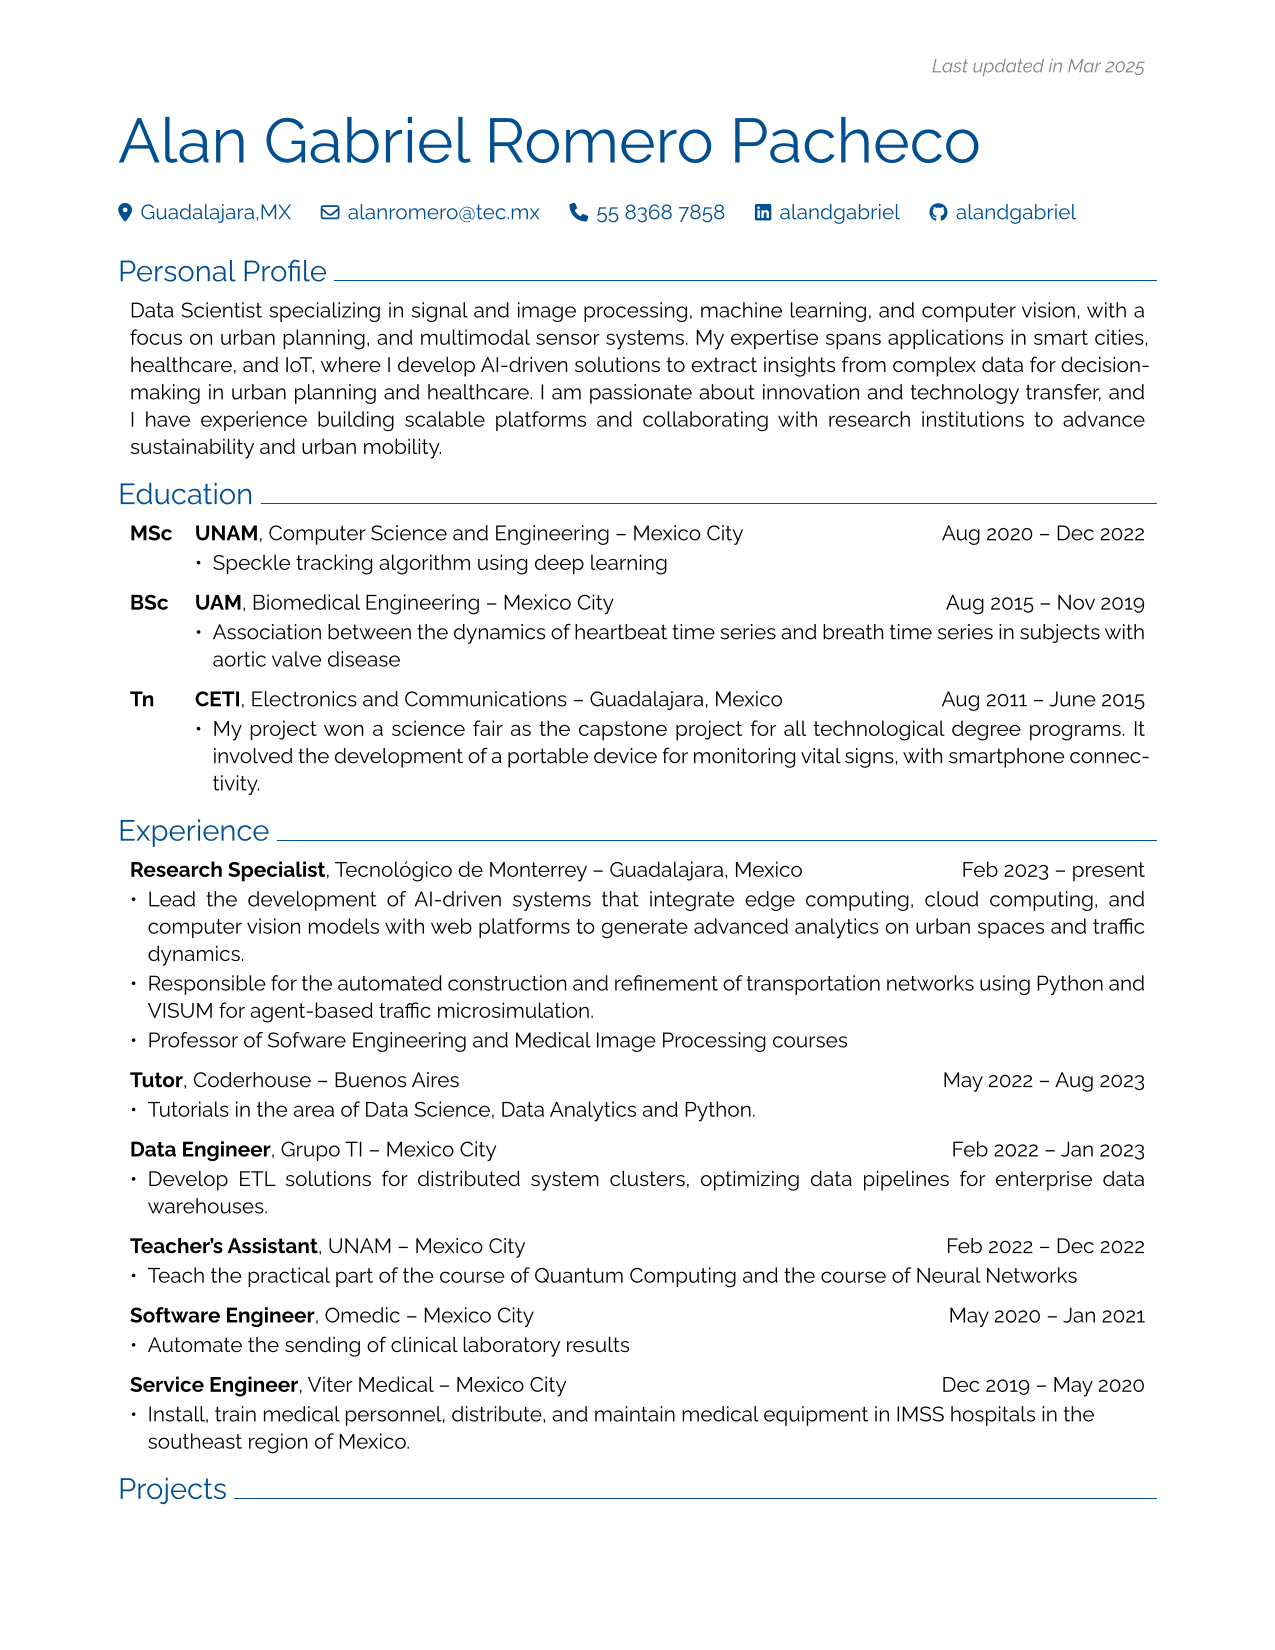 Last updated in Mar 2025
Alan Gabriel Romero Pacheco
Guadalajara,MX alanromero@tec.mx 55 8368 7858 alandgabriel alandgabriel
Personal Profile
Data Scientist specializing in signal and image processing, machine learning, and computer vision, with a
focus on urban planning, and multimodal sensor systems. My expertise spans applications in smart cities,
healthcare, and IoT, where I develop AI-driven solutions to extract insights from complex data for decision-
making in urban planning and healthcare. I am passionate about innovation and technology transfer, and
I have experience building scalable platforms and collaborating with research institutions to advance
sustainability and urban mobility.
Education
MSc UNAM, Computer Science and Engineering – Mexico City Aug 2020 – Dec 2022
• Speckle tracking algorithm using deep learning
BSc UAM, Biomedical Engineering – Mexico City Aug 2015 – Nov 2019
• Association between the dynamics of heartbeat time series and breath time series in subjects with
aortic valve disease
Tn CETI, Electronics and Communications – Guadalajara, Mexico Aug 2011 – June 2015
• My project won a science fair as the capstone project for all technological degree programs. It
involved the development of a portable device for monitoring vital signs, with smartphone connec-
tivity.
Experience
Research Specialist, Tecnológico de Monterrey – Guadalajara, Mexico Feb 2023 – present
• Lead the development of AI-driven systems that integrate edge computing, cloud computing, and
computer vision models with web platforms to generate advanced analytics on urban spaces and traffic
dynamics.
• Responsible for the automated construction and refinement of transportation networks using Python and
VISUM for agent-based traffic microsimulation.
• Professor of Sofware Engineering and Medical Image Processing courses
Tutor, Coderhouse – Buenos Aires May 2022 – Aug 2023
• Tutorials in the area of Data Science, Data Analytics and Python.
Data Engineer, Grupo TI – Mexico City Feb 2022 – Jan 2023
• Develop ETL solutions for distributed system clusters, optimizing data pipelines for enterprise data
warehouses.
Teacher’s Assistant, UNAM – Mexico City Feb 2022 – Dec 2022
• Teach the practical part of the course of Quantum Computing and the course of Neural Networks
Software Engineer, Omedic – Mexico City May 2020 – Jan 2021
• Automate the sending of clinical laboratory results
Service Engineer, Viter Medical – Mexico City Dec 2019 – May 2020
• Install, train medical personnel, distribute, and maintain medical equipment in IMSS hospitals in the
southeast region of Mexico.
Projects